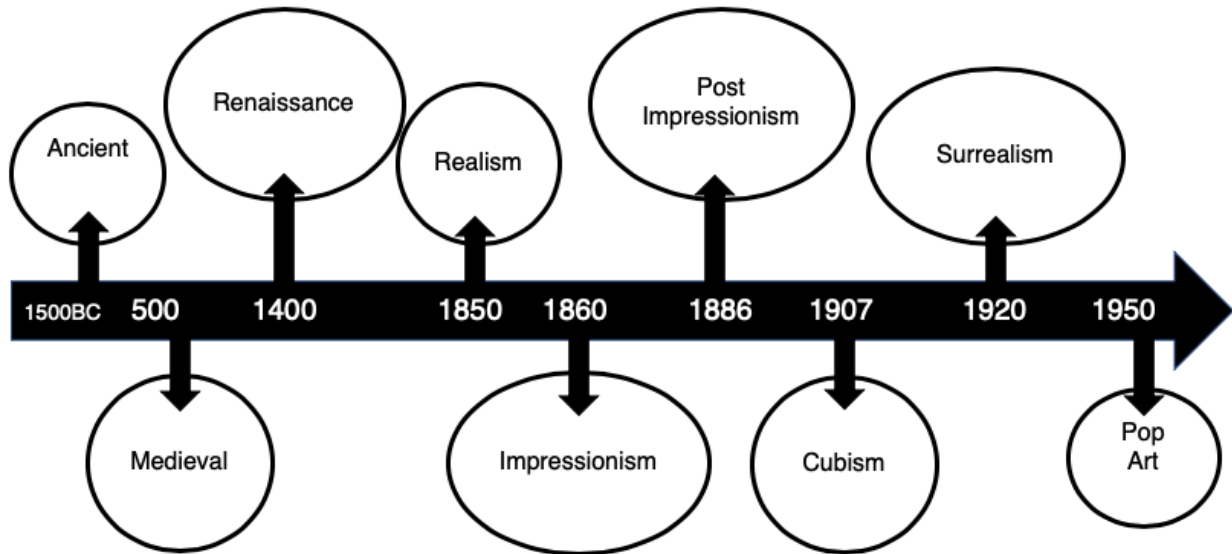 Ancient
Renaissance
Realism
Post
Impressionism
Surrealism
1500BC 500 1400 1850 1860 1886 1907 1920 1950
Medieval
Impressionism
Cubism
Pop
Art